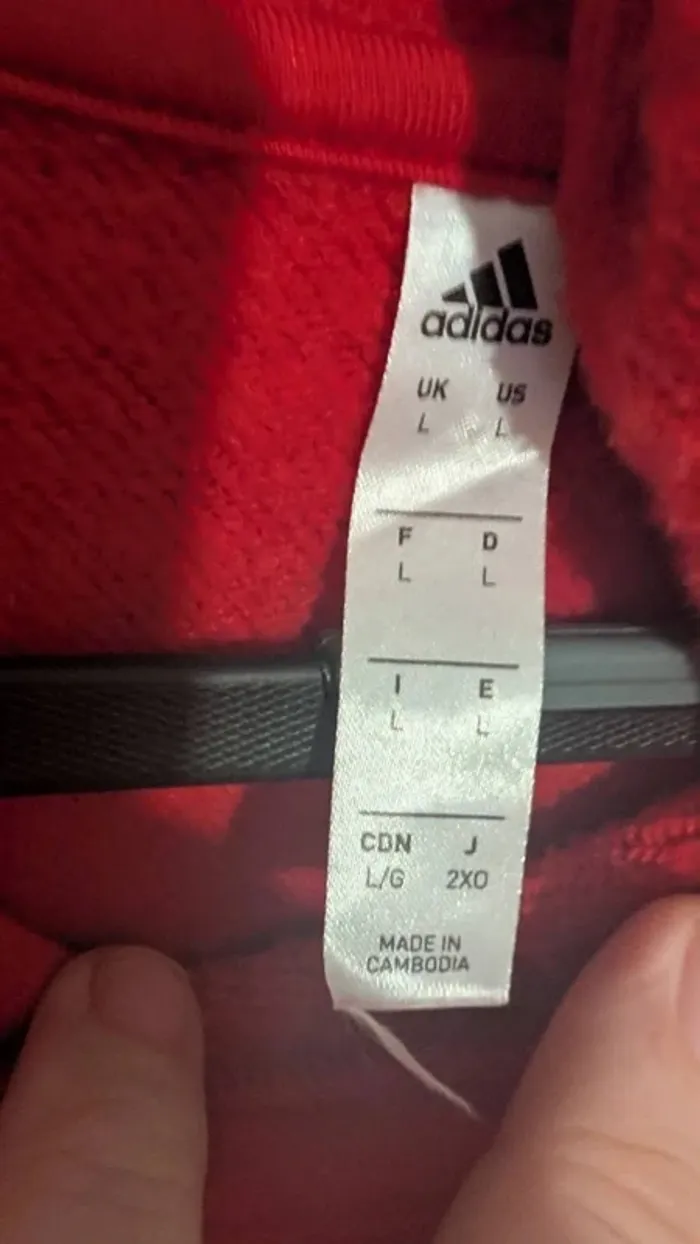 adidas
UK US
L L
F D
L L
I E
L L
CDN J
L/G 2XO
MADE IN
CAMBODIA